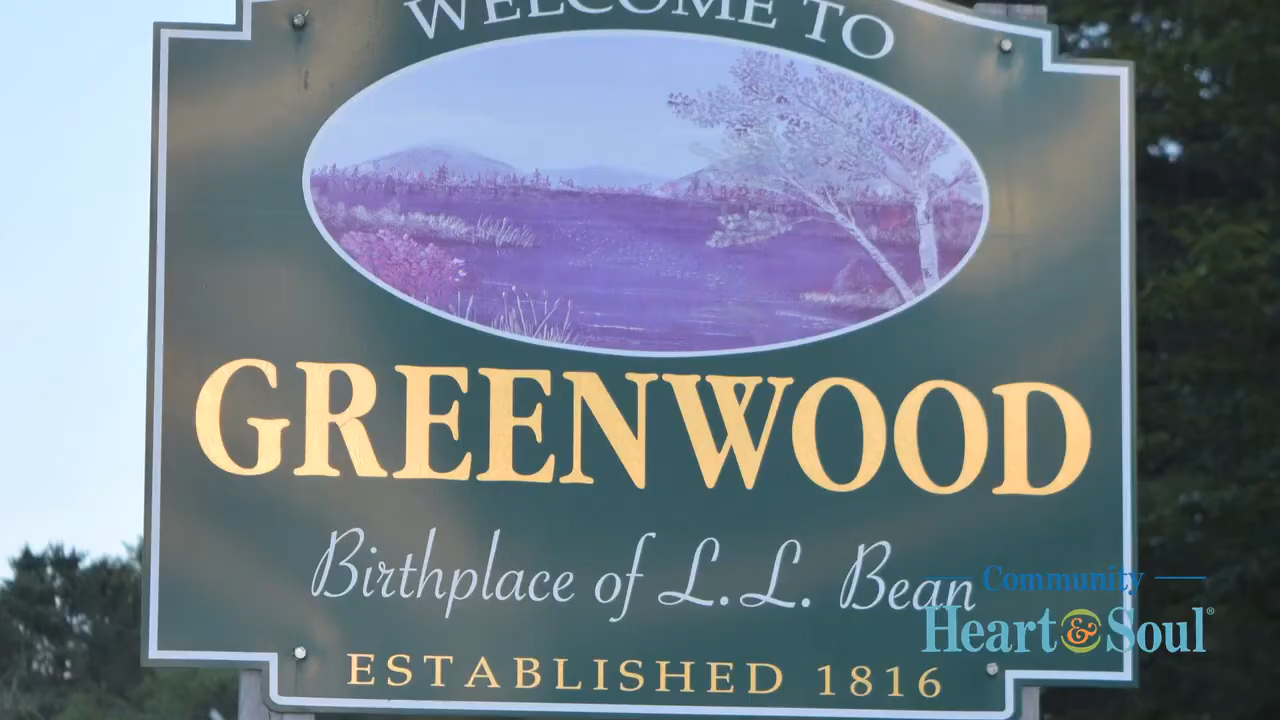 WELCOME TO
GREENWOOD
Birthplace of L.L. Bean
ESTABLISHED 1816
Community
Heart & Soul®